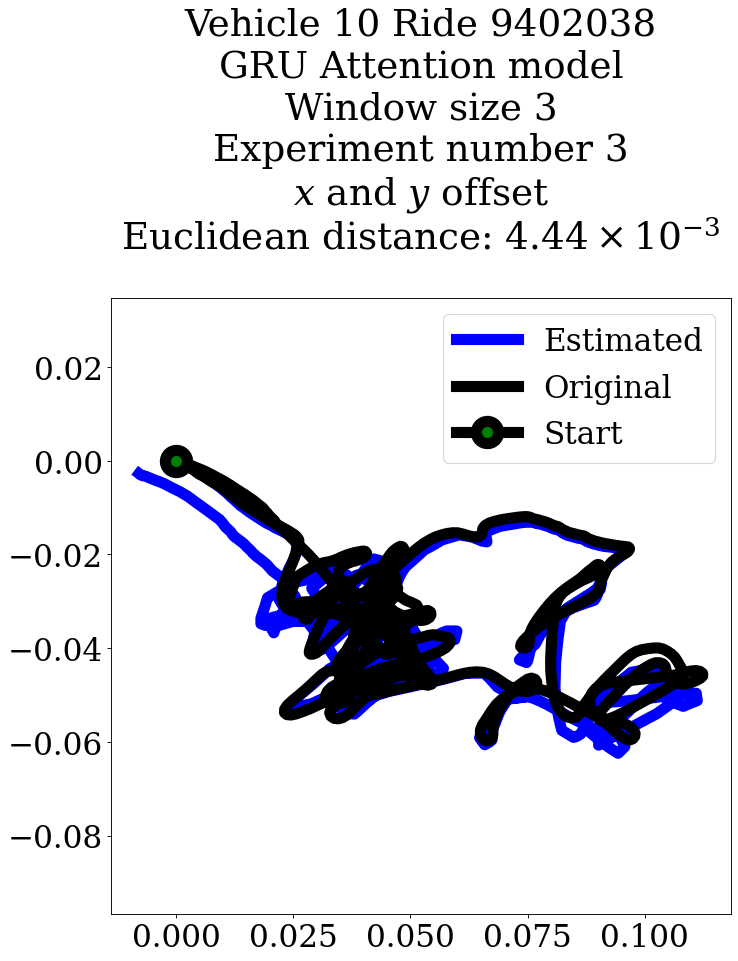 Vehicle 10 Ride 9402038
GRU Attention model
Window size 3
Experiment number 3
x and y offset
Euclidean distance: 4.44 × 10⁻³
Estimated
Original
Start
0.02
0.00
−0.02
−0.04
−0.06
−0.08
0.000 0.025 0.050 0.075 0.100